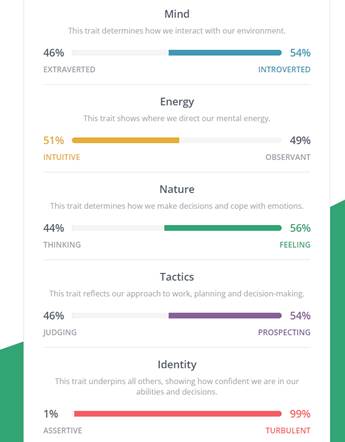 Mind
This trait determines how we interact with our environment.
46% 54%
EXTRAVERTED INTROVERTED
Energy
This trait shows where we direct our mental energy.
51% 49%
INTUITIVE OBSERVANT
Nature
This trait determines how we make decisions and cope with emotions.
44% 56%
THINKING FEELING
Tactics
This trait reflects our approach to work, planning and decision-making.
46% 54%
JUDGING PROSPECTING
Identity
This trait underpins all others, showing how confident we are in our
abilities and decisions.
1% 99%
ASSERTIVE TURBULENT